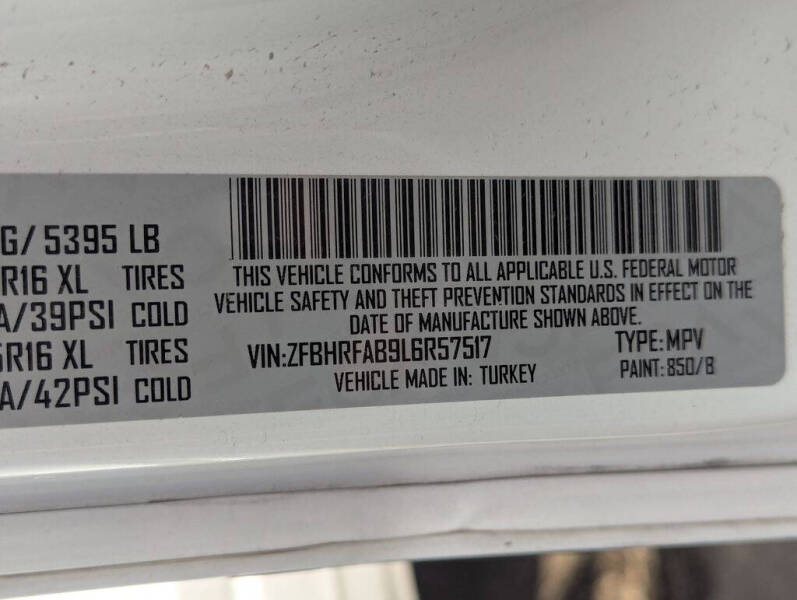 G/ 5395 LB
R16 XL TIRES
A/39PSI COLD
R16 XL TIRES
A/42PSI COLD
THIS VEHICLE CONFORMS TO ALL APPLICABLE U.S. FEDERAL MOTOR
VEHICLE SAFETY AND THEFT PREVENTION STANDARDS IN EFFECT ON THE
DATE OF MANUFACTURE SHOWN ABOVE.
VIN:ZFBHRFAB9L6R57517 TYPE:MPV
VEHICLE MADE IN: TURKEY PAINT:850/B